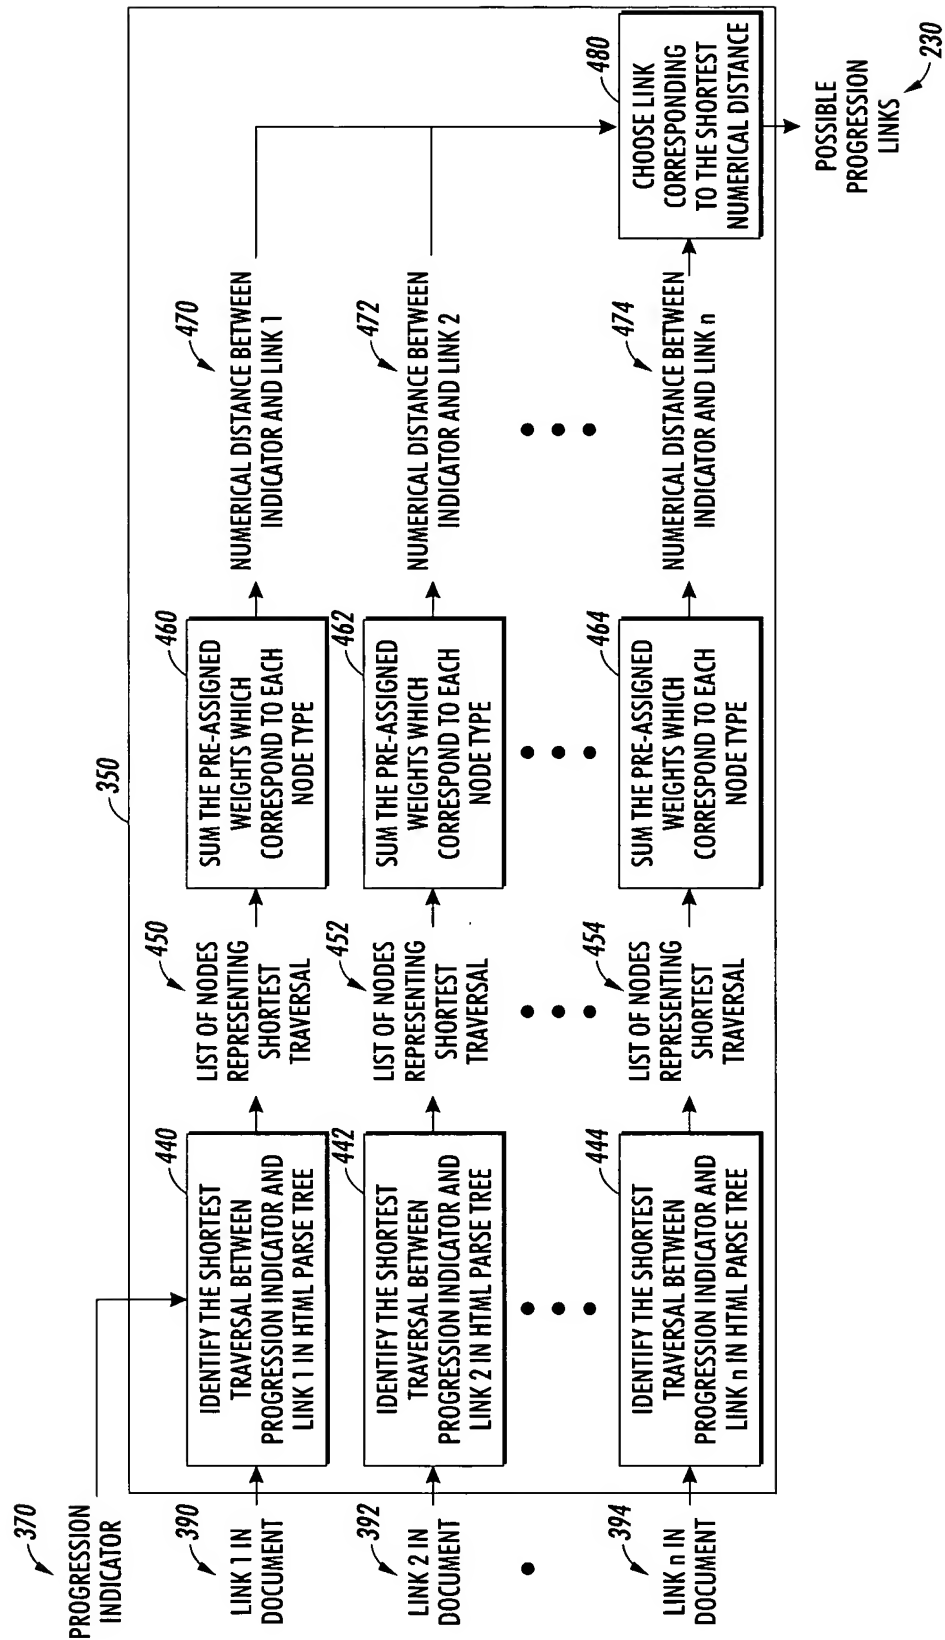 370
PROGRESSION
INDICATOR
350
390
LINK 1 IN
DOCUMENT
440
IDENTIFY THE SHORTEST
TRAVERSAL BETWEEN
PROGRESSION INDICATOR AND
LINK 1 IN HTML PARSE TREE
450
LIST OF NODES
REPRESENTING
SHORTEST
TRAVERSAL
460
SUM THE PRE-ASSIGNED
WEIGHTS WHICH
CORRESPOND TO EACH
NODE TYPE
470
NUMERICAL DISTANCE BETWEEN
INDICATOR AND LINK 1
392
LINK 2 IN
DOCUMENT
442
IDENTIFY THE SHORTEST
TRAVERSAL BETWEEN
PROGRESSION INDICATOR AND
LINK 2 IN HTML PARSE TREE
452
LIST OF NODES
REPRESENTING
SHORTEST
TRAVERSAL
462
SUM THE PRE-ASSIGNED
WEIGHTS WHICH
CORRESPOND TO EACH
NODE TYPE
472
NUMERICAL DISTANCE BETWEEN
INDICATOR AND LINK 2
394
LINK n IN
DOCUMENT
444
IDENTIFY THE SHORTEST
TRAVERSAL BETWEEN
PROGRESSION INDICATOR AND
LINK n IN HTML PARSE TREE
454
LIST OF NODES
REPRESENTING
SHORTEST
TRAVERSAL
464
SUM THE PRE-ASSIGNED
WEIGHTS WHICH
CORRESPOND TO EACH
NODE TYPE
474
NUMERICAL DISTANCE BETWEEN
INDICATOR AND LINK n
480
CHOOSE LINK
CORRESPONDING
TO THE SHORTEST
NUMERICAL DISTANCE
POSSIBLE
PROGRESSION
LINKS
230